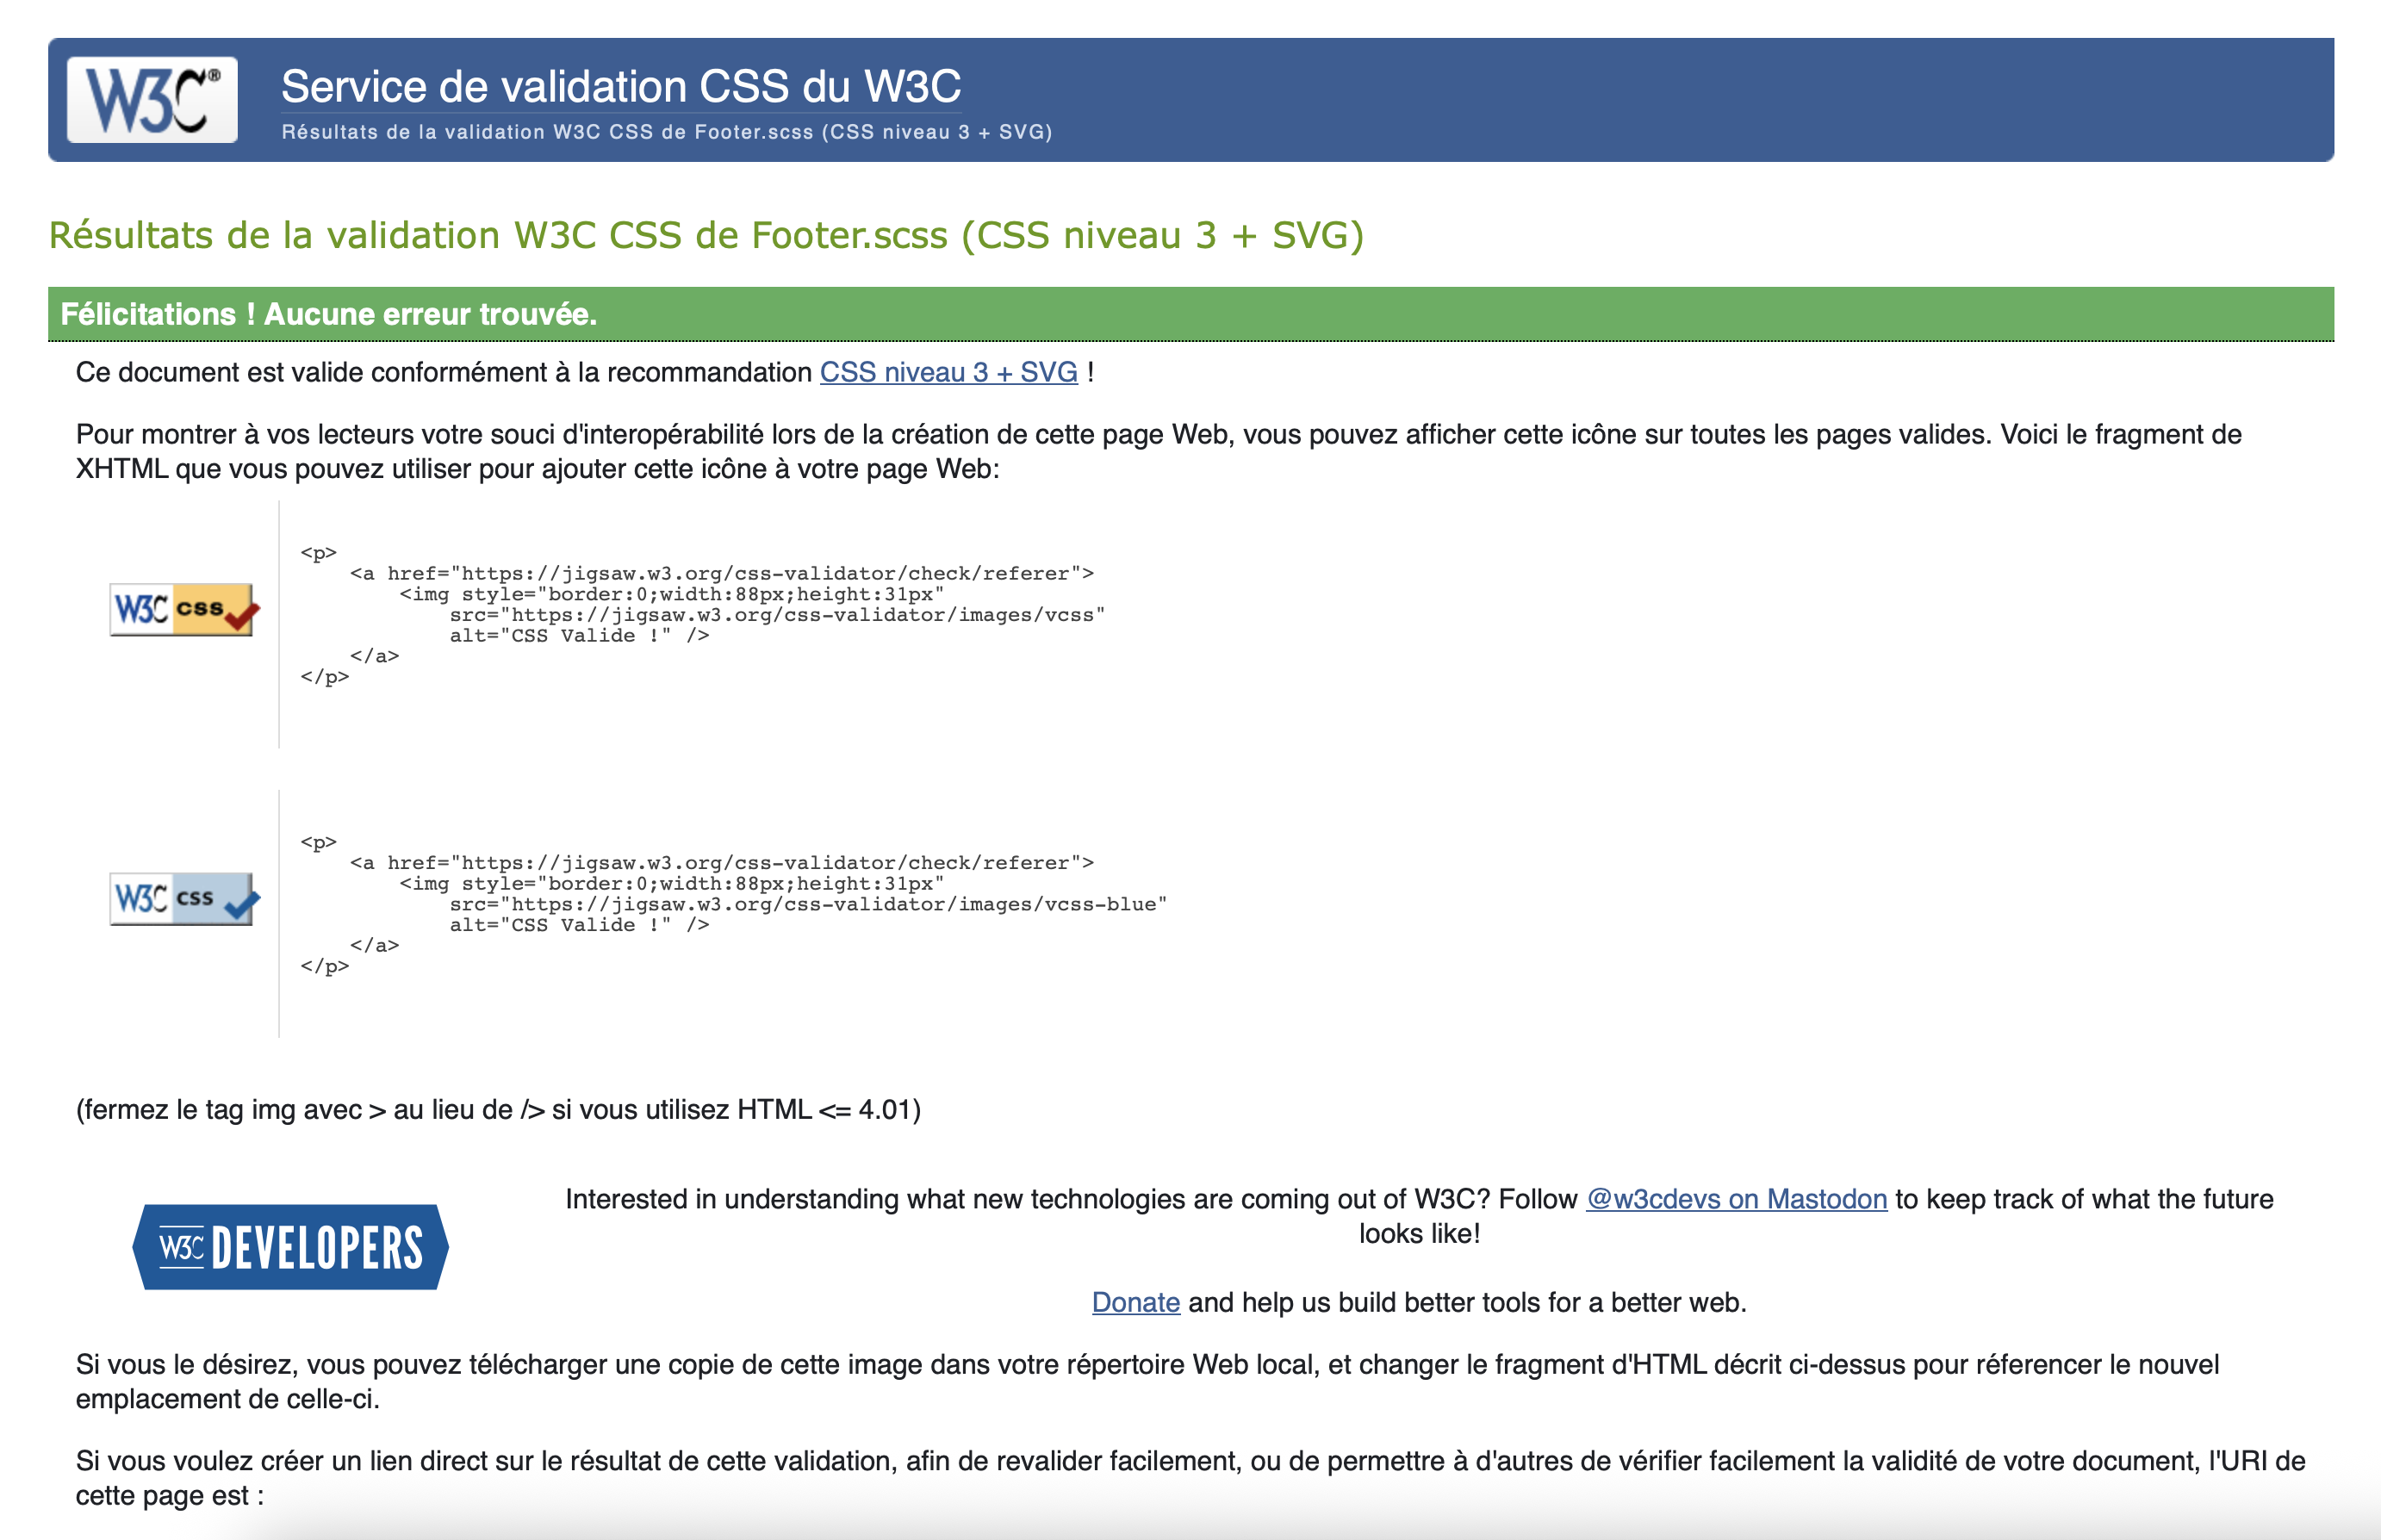 W3C®
Service de validation CSS du W3C
Résultats de la validation W3C CSS de Footer.scss (CSS niveau 3 + SVG)
Résultats de la validation W3C CSS de Footer.scss (CSS niveau 3 + SVG)
Félicitations ! Aucune erreur trouvée.
Ce document est valide conformément à la recommandation CSS niveau 3 + SVG !
Pour montrer à vos lecteurs votre souci d'interopérabilité lors de la création de cette page Web, vous pouvez afficher cette icône sur toutes les pages valides. Voici le fragment de
XHTML que vous pouvez utiliser pour ajouter cette icône à votre page Web:
W3C css
<p>
    <a href="https://jigsaw.w3.org/css-validator/check/referer">
        <img style="border:0;width:88px;height:31px"
            src="https://jigsaw.w3.org/css-validator/images/vcss"
            alt="CSS Valide !" />
    </a>
</p>
W3C css
<p>
    <a href="https://jigsaw.w3.org/css-validator/check/referer">
        <img style="border:0;width:88px;height:31px"
            src="https://jigsaw.w3.org/css-validator/images/vcss-blue"
            alt="CSS Valide !" />
    </a>
</p>
(fermez le tag img avec > au lieu de /> si vous utilisez HTML <= 4.01)
W3C DEVELOPERS
Interested in understanding what new technologies are coming out of W3C? Follow @w3cdevs on Mastodon to keep track of what the future
looks like!
Donate and help us build better tools for a better web.
Si vous le désirez, vous pouvez télécharger une copie de cette image dans votre répertoire Web local, et changer le fragment d'HTML décrit ci-dessus pour réferencer le nouvel
emplacement de celle-ci.
Si vous voulez créer un lien direct sur le résultat de cette validation, afin de revalider facilement, ou de permettre à d'autres de vérifier facilement la validité de votre document, l'URI de
cette page est :